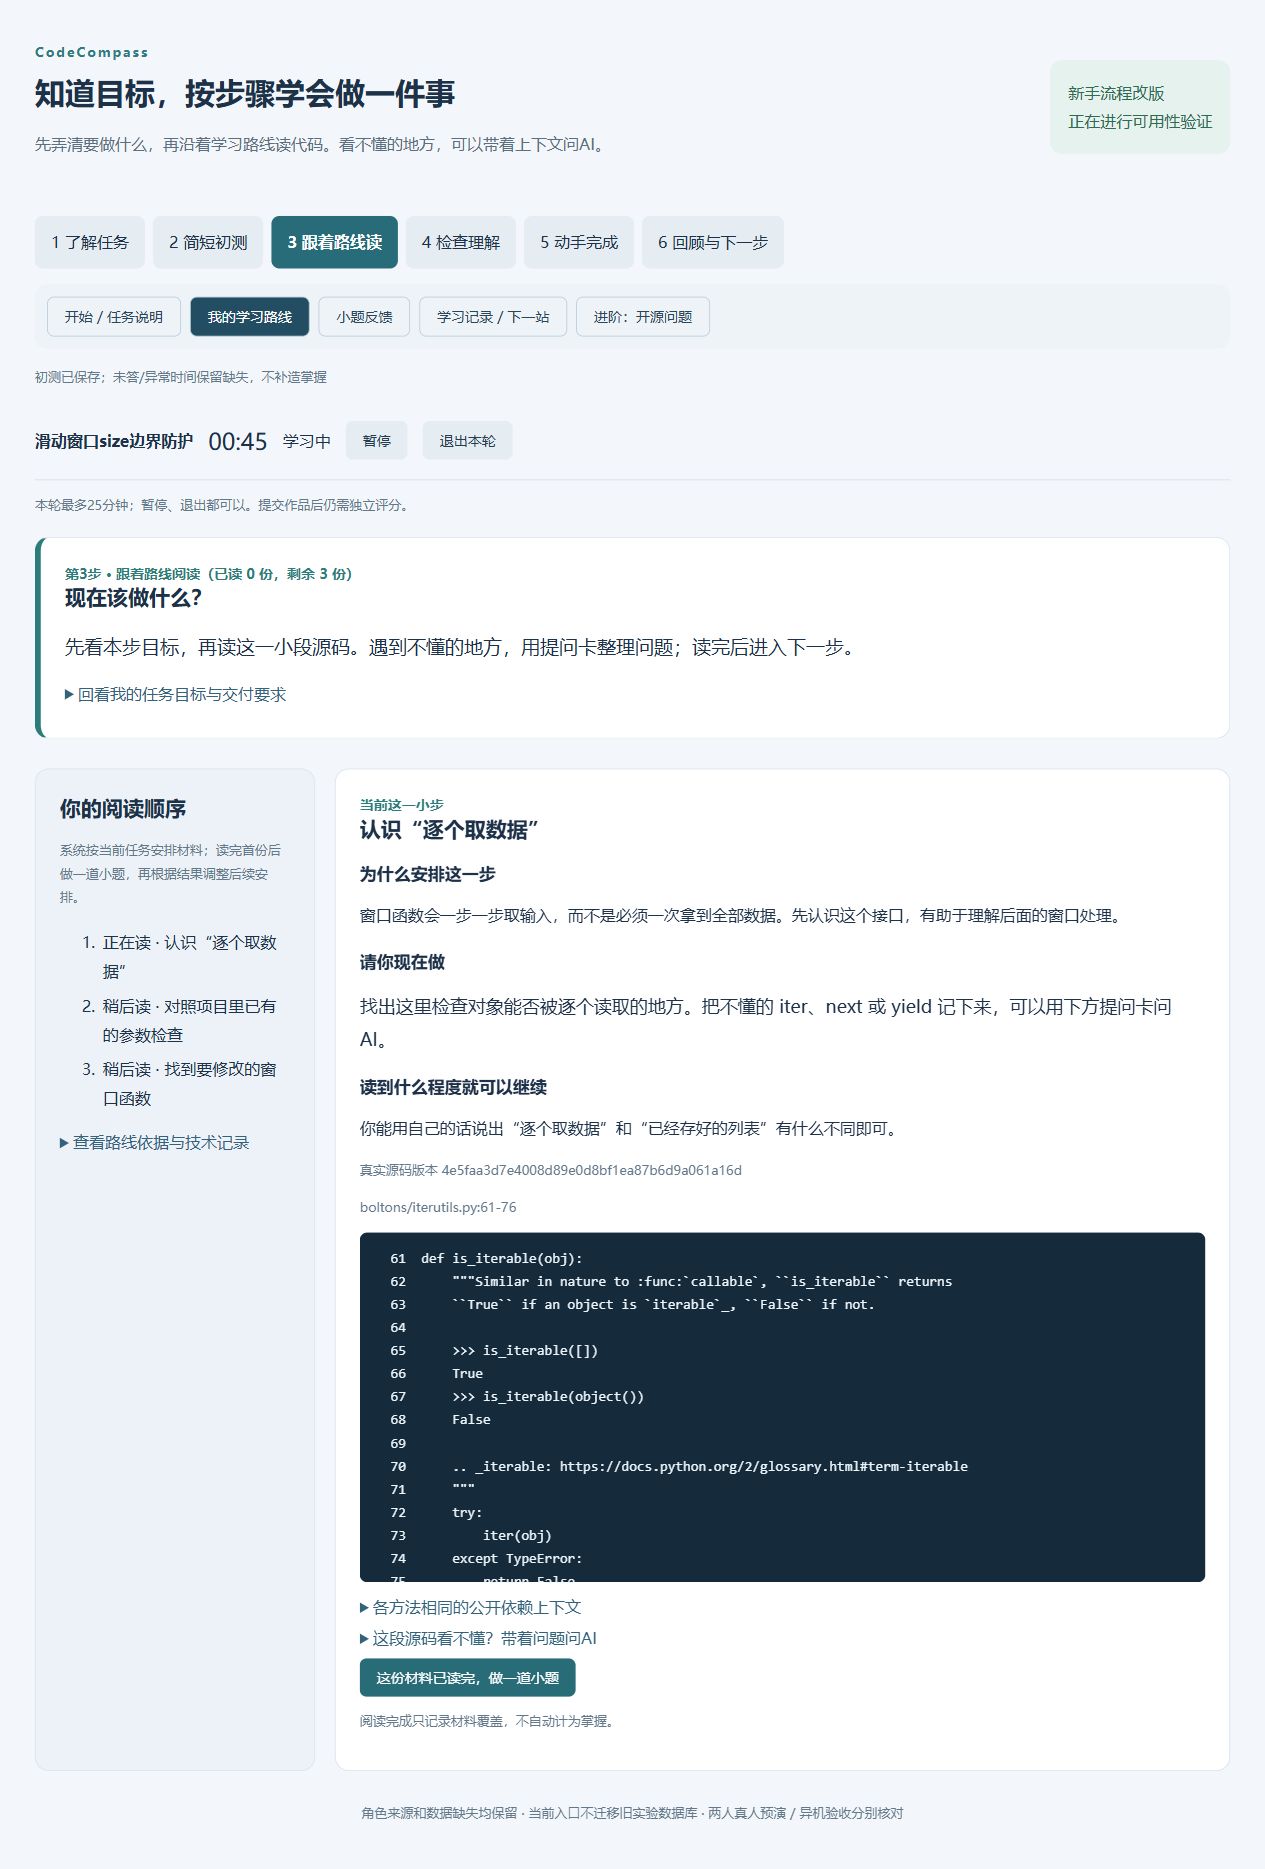 CodeCompass
知道目标，按步骤学会做一件事
先弄清要做什么，再沿着学习路线读代码。看不懂的地方，可以带着上下文问AI。
新手流程改版
正在进行可用性验证
1 了解任务
2 简短初测
3 跟着路线读
4 检查理解
5 动手完成
6 回顾与下一步
开始 / 任务说明
我的学习路线
小题反馈
学习记录 / 下一站
进阶：开源问题
初测已保存；未答/异常时间保留缺失，不补造掌握
滑动窗口size边界防护 00:45 学习中 暂停 退出本轮
本轮最多25分钟；暂停、退出都可以。提交作品后仍需独立评分。
第3步 • 跟着路线阅读（已读 0 份，剩余 3 份）
现在该做什么？
先看本步目标，再读这一小段源码。遇到不懂的地方，用提问卡整理问题；读完后进入下一步。
▶ 回看我的任务目标与交付要求
你的阅读顺序
系统按当前任务安排材料；读完首份后
做一道小题，再根据结果调整后续安
排。
1. 正在读 · 认识“逐个取数
据”
2. 稍后读 · 对照项目里已有
的参数检查
3. 稍后读 · 找到要修改的窗
口函数
▶ 查看路线依据与技术记录
当前这一小步
认识“逐个取数据”
为什么安排这一步
窗口函数会一步一步取输入，而不是必须一次拿到全部数据。先认识这个接口，有助于理解后面的窗口处理。
请你现在做
找出这里检查对象能否被逐个读取的地方。把不懂的 iter、next 或 yield 记下来，可以用下方提问卡问
AI。
读到什么程度就可以继续
你能用自己的话说出“逐个取数据”和“已经存好的列表”有什么不同即可。
真实源码版本 4e5faa3d7e4008d89e0d8bf1ea87b6d9a061a16d
boltons/iterutils.py:61-76
61 def is_iterable(obj):
62     """Similar in nature to :func:`callable`, ``is_iterable`` returns
63     ``True`` if an object is `iterable`_, ``False`` if not.
64
65     >>> is_iterable([])
66     True
67     >>> is_iterable(object())
68     False
69
70     .. _iterable: https://docs.python.org/2/glossary.html#term-iterable
71     """
72     try:
73         iter(obj)
74     except TypeError:
75         return False
▶ 各方法相同的公开依赖上下文
▶ 这段源码看不懂？带着问题问AI
这份材料已读完，做一道小题
阅读完成只记录材料覆盖，不自动计为掌握。
角色来源和数据缺失均保留 · 当前入口不迁移旧实验数据库 · 两人真人预演 / 异机验收分别核对